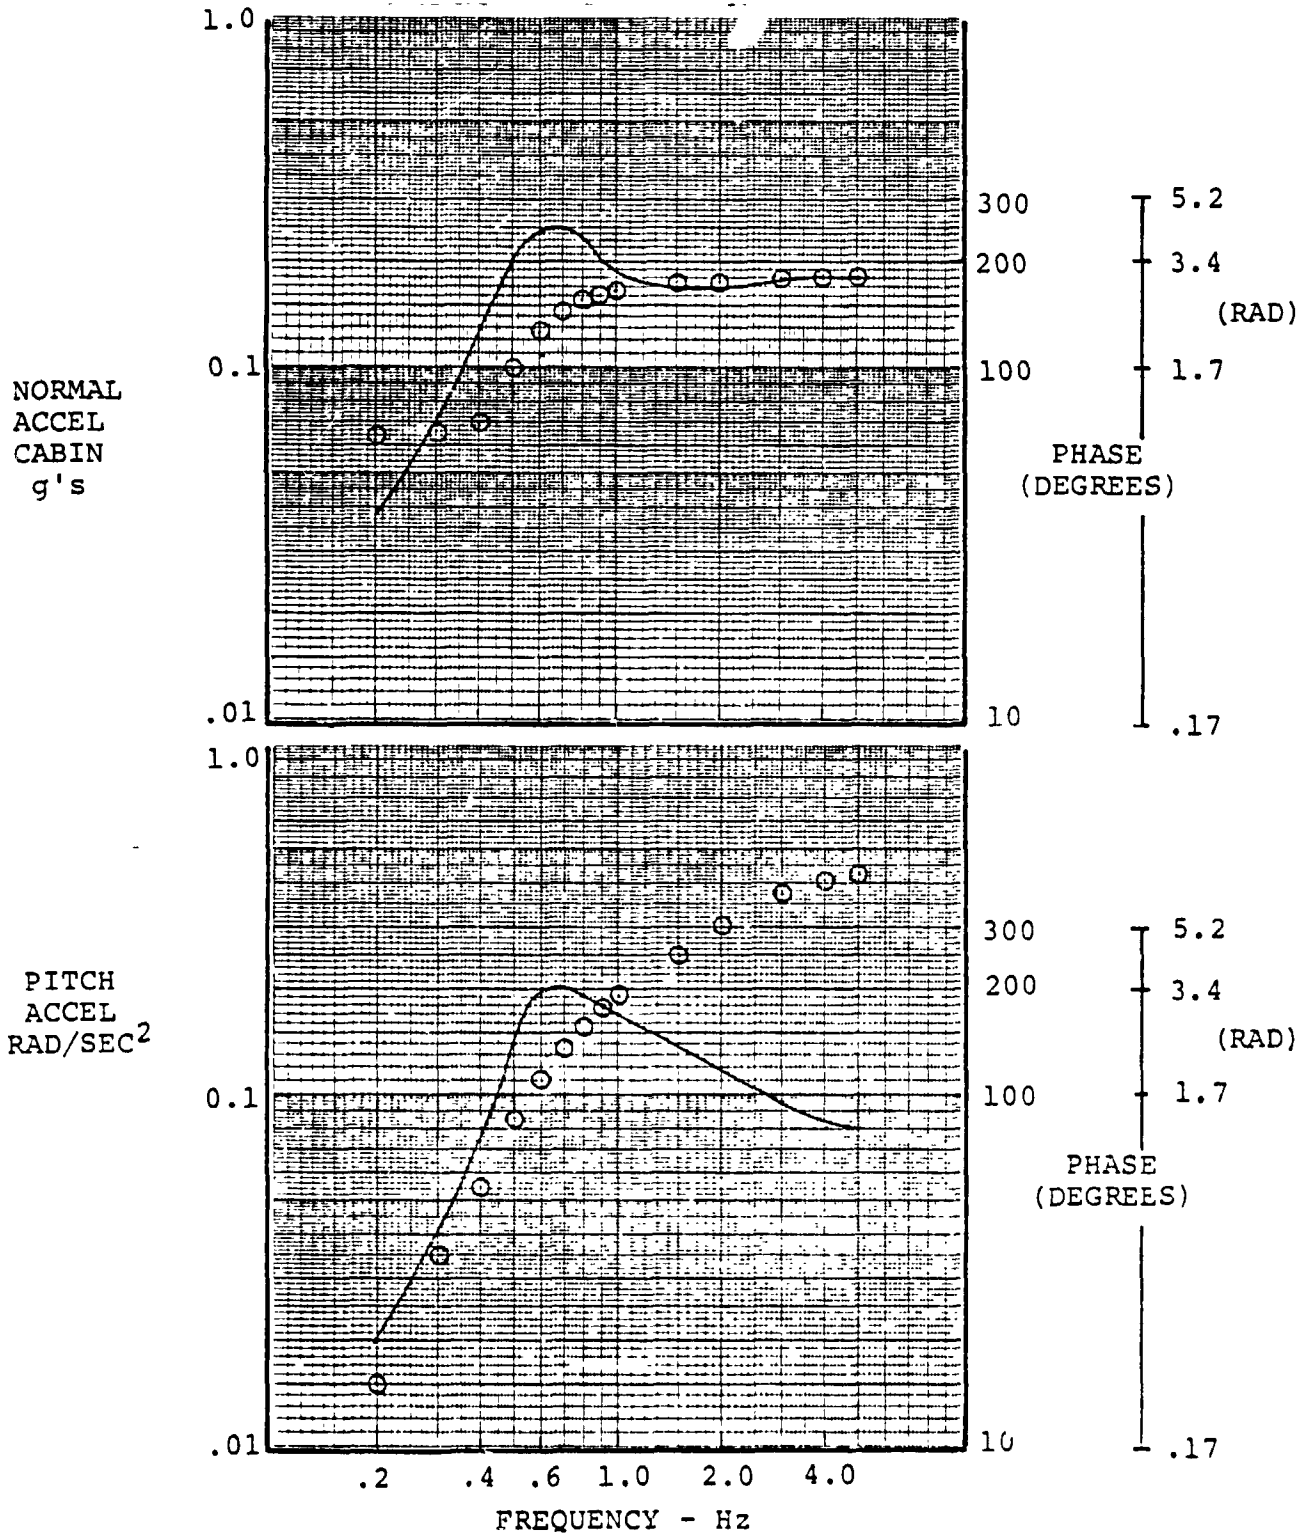 1.0
0.1
.01
NORMAL
ACCEL
CABIN
g's
300
200
100
10
5.2
3.4
(RAD)
1.7
PHASE
(DEGREES)
.17
1.0
0.1
.01
PITCH
ACCEL
RAD/SEC²
300
200
100
10
5.2
3.4
(RAD)
1.7
PHASE
(DEGREES)
.17
.2 .4 .6 1.0 2.0 4.0
FREQUENCY - Hz